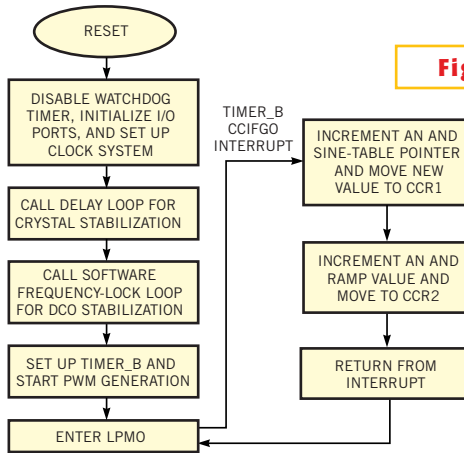 RESET
Fig
DISABLE WATCHDOG
TIMER, INITIALIZE I/O
PORTS, AND SET UP
CLOCK SYSTEM
CALL DELAY LOOP FOR
CRYSTAL STABILIZATION
CALL SOFTWARE
FREQUENCY-LOCK LOOP
FOR DCO STABILIZATION
SET UP TIMER_B AND
START PWM GENERATION
ENTER LPMO
TIMER_B
CCIFGO
INTERRUPT
INCREMENT AN AND
SINE-TABLE POINTER
AND MOVE NEW
VALUE TO CCR1
INCREMENT AN AND
RAMP VALUE AND
MOVE TO CCR2
RETURN FROM
INTERRUPT